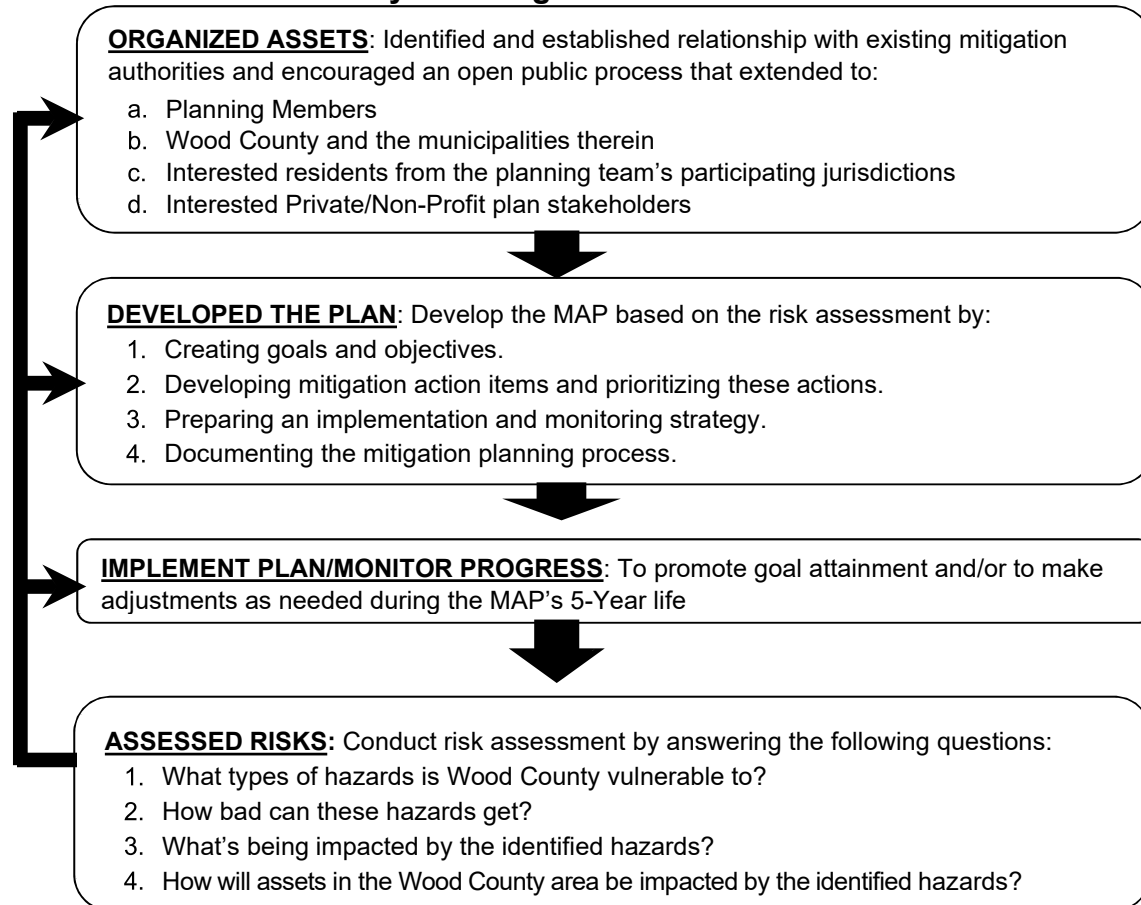 ORGANIZED ASSETS: Identified and established relationship with existing mitigation
authorities and encouraged an open public process that extended to:
a. Planning Members
b. Wood County and the municipalities therein
c. Interested residents from the planning team's participating jurisdictions
d. Interested Private/Non-Profit plan stakeholders
DEVELOPED THE PLAN: Develop the MAP based on the risk assessment by:
1. Creating goals and objectives.
2. Developing mitigation action items and prioritizing these actions.
3. Preparing an implementation and monitoring strategy.
4. Documenting the mitigation planning process.
IMPLEMENT PLAN/MONITOR PROGRESS: To promote goal attainment and/or to make
adjustments as needed during the MAP's 5-Year life
ASSESSED RISKS: Conduct risk assessment by answering the following questions:
1. What types of hazards is Wood County vulnerable to?
2. How bad can these hazards get?
3. What's being impacted by the identified hazards?
4. How will assets in the Wood County area be impacted by the identified hazards?